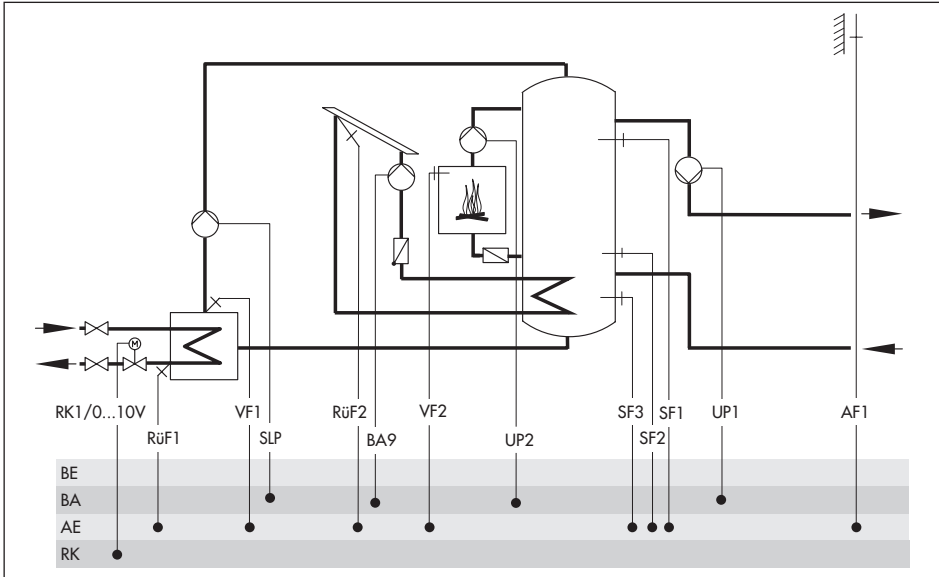 M
RK1/0...10V
VF1
RüF2
VF2
SF3
SF1
UP1
AF1
RüF1
SLP
BA9
UP2
SF2
BE
BA
AE
RK